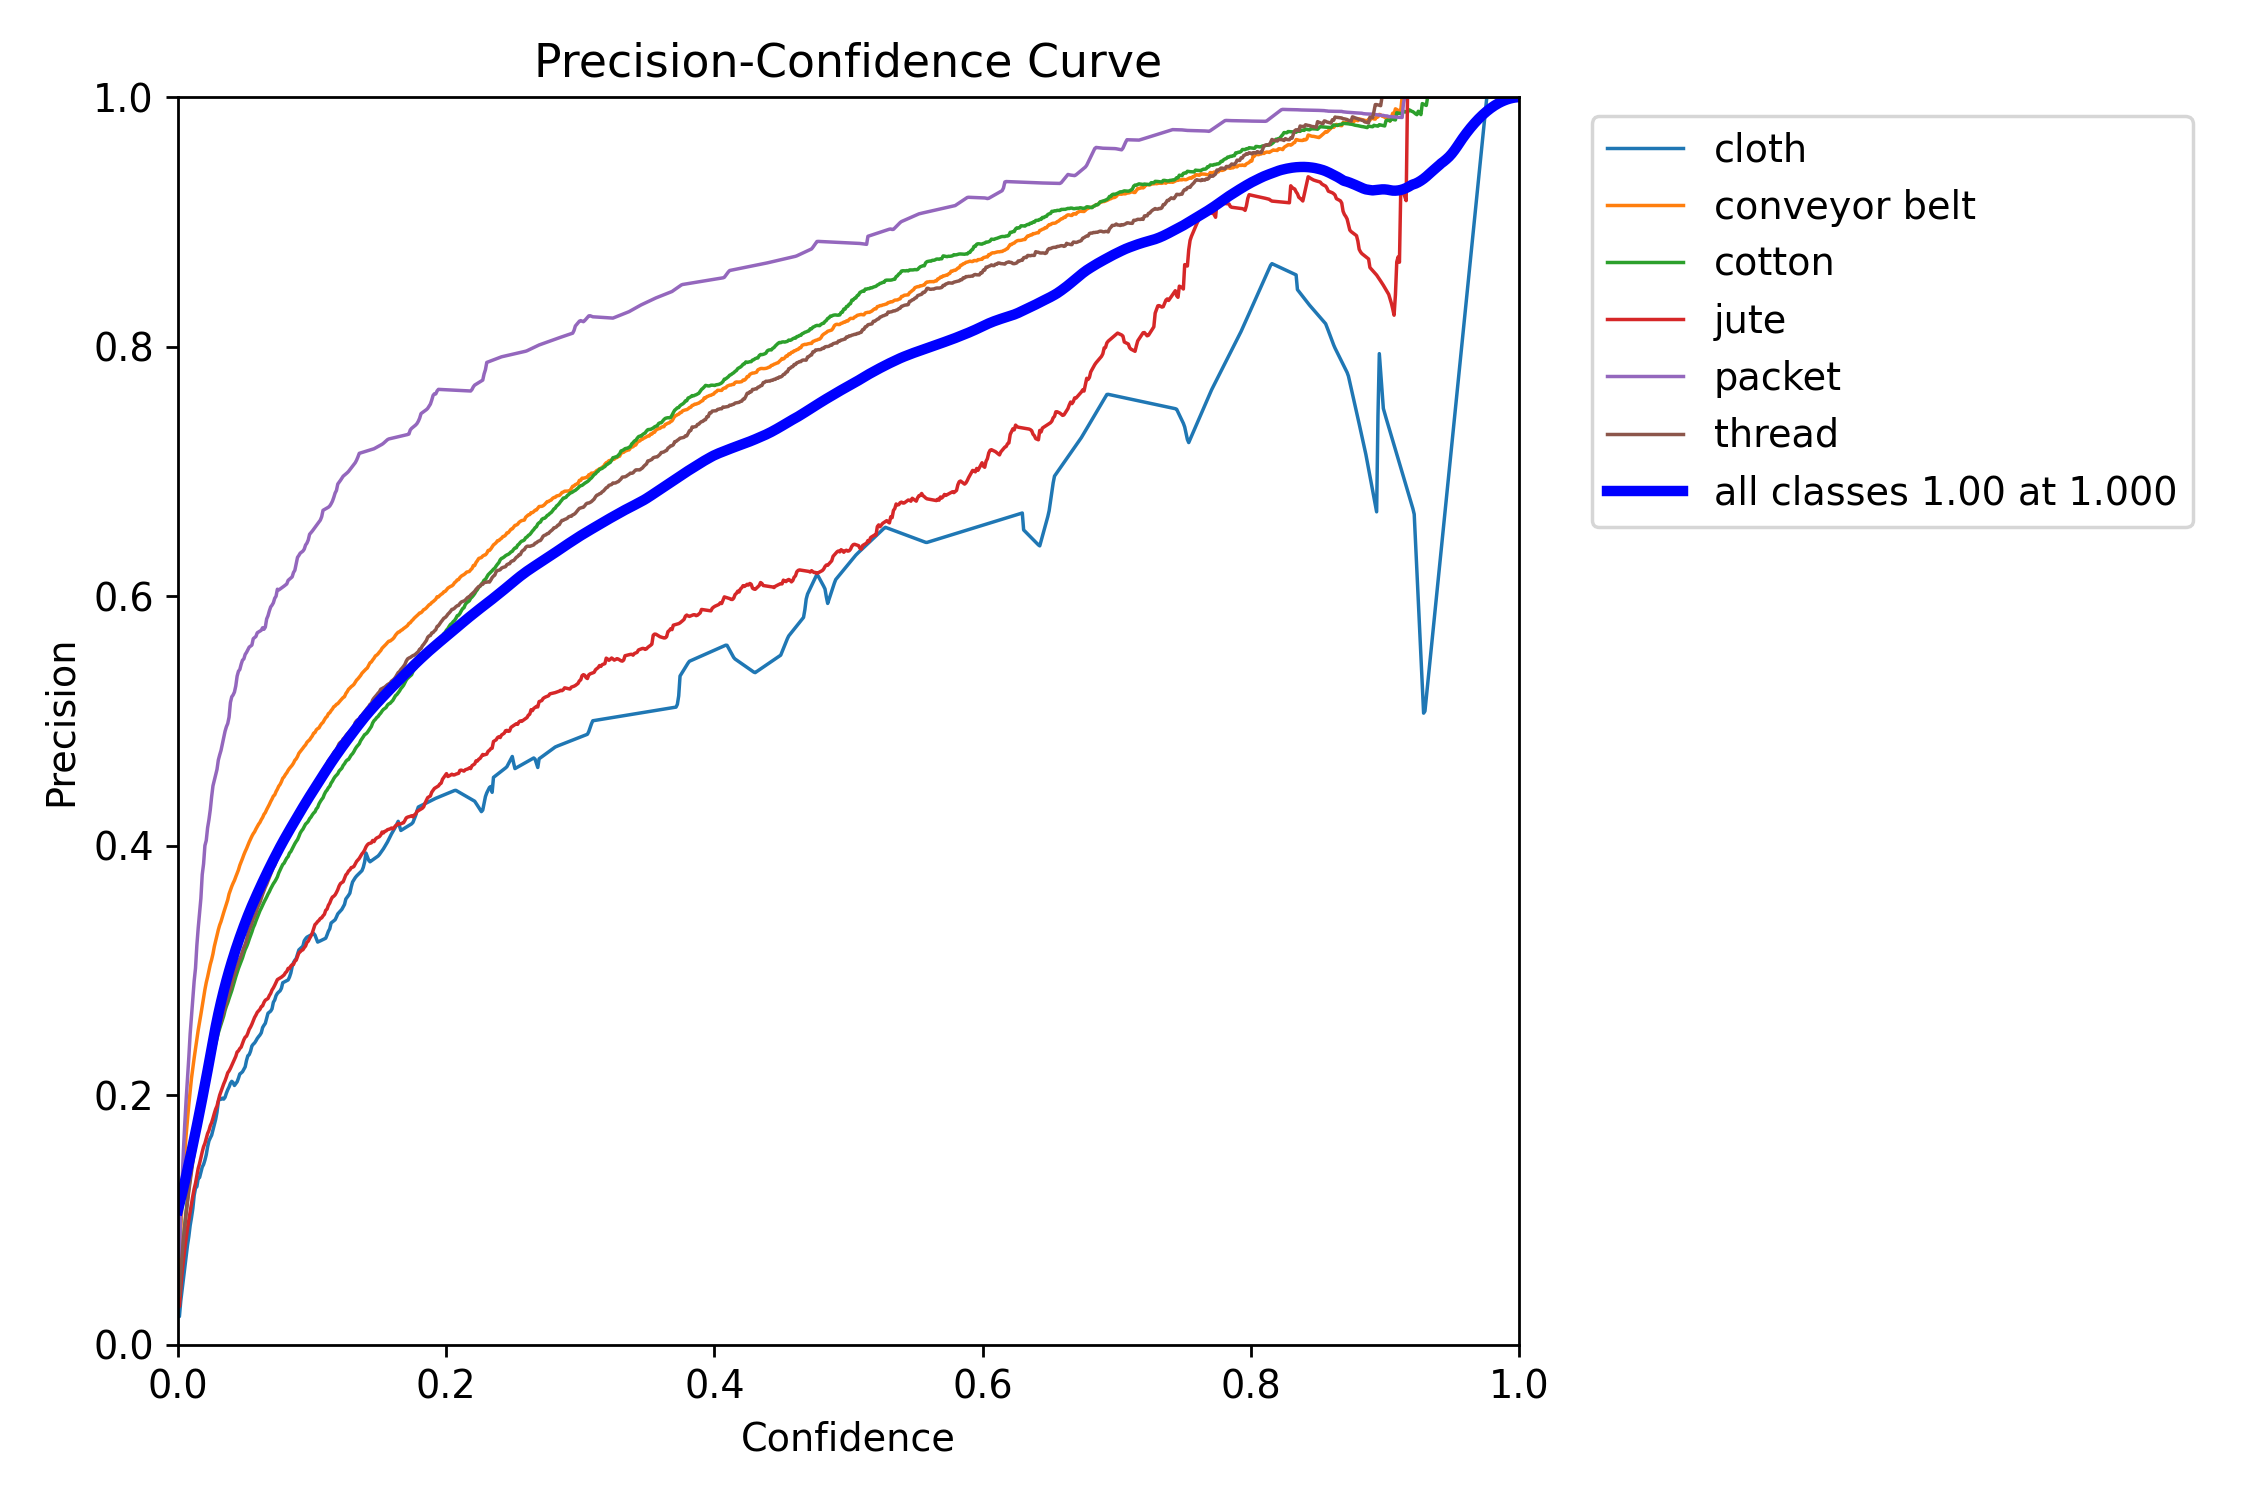 Precision-Confidence Curve
1.0
0.8
0.6
0.4
0.2
0.0
Precision
0.0 0.2 0.4 0.6 0.8 1.0
Confidence
cloth
conveyor belt
cotton
jute
packet
thread
all classes 1.00 at 1.000